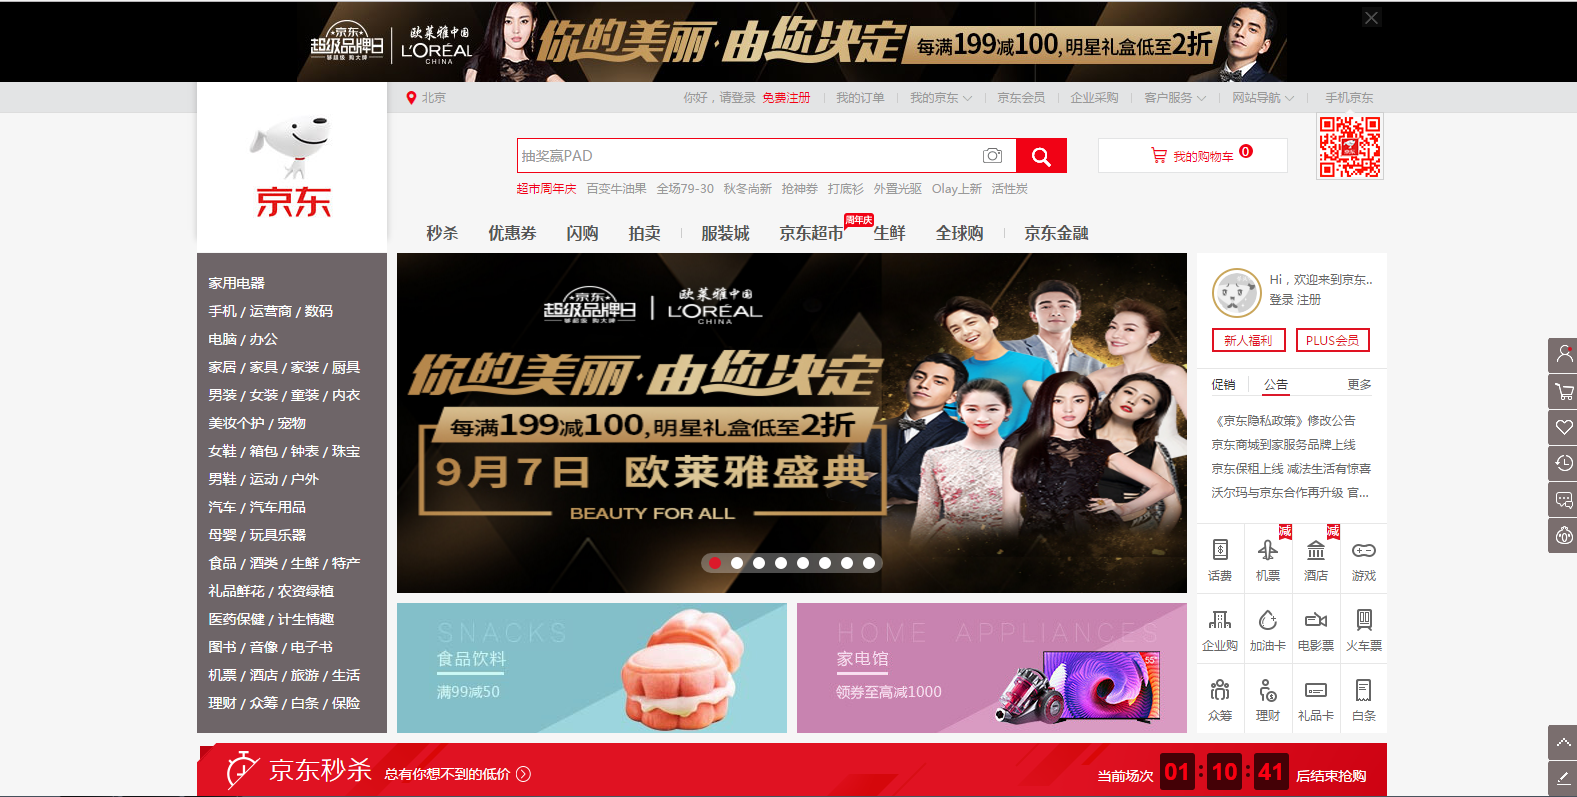 京东
超级品牌日
够超级 购大牌
欧莱雅中国
L'ORÉAL
CHINA
你的美丽·由您决定
每满199减100,明星礼盒低至2折
北京
你好，请登录 免费注册
我的订单
我的京东
京东会员
企业采购
客户服务
网站导航
手机京东
京东
抽奖赢PAD
我的购物车 0
超市周年庆 百变牛油果 全场79-30 秋冬尚新 抢神券 打底衫 外置光驱 Olay上新 活性炭
秒杀 优惠券 闪购 拍卖 服装城 京东超市 周年庆 生鲜 全球购 京东金融
家用电器
手机 / 运营商 / 数码
电脑 / 办公
家居 / 家具 / 家装 / 厨具
男装 / 女装 / 童装 / 内衣
美妆个护 / 宠物
女鞋 / 箱包 / 钟表 / 珠宝
男鞋 / 运动 / 户外
汽车 / 汽车用品
母婴 / 玩具乐器
食品 / 酒类 / 生鲜 / 特产
礼品鲜花 / 农资绿植
医药保健 / 计生情趣
图书 / 音像 / 电子书
机票 / 酒店 / 旅游 / 生活
理财 / 众筹 / 白条 / 保险
京东
超级品牌日
够超级 购大牌
欧莱雅中国
L'ORÉAL
CHINA
你的美丽·由您决定
每满199减100,明星礼盒低至2折
9月7日 欧莱雅盛典
BEAUTY FOR ALL
SNACKS
食品饮料
满99减50
HOME APPLIANCES
家电馆
领券至高减1000
55"
Hi，欢迎来到京东..
登录 注册
新人福利
PLUS会员
促销
公告
更多
《京东隐私政策》修改公告
京东商城到家服务品牌上线
京东保租上线 减法生活有惊喜
沃尔玛与京东合作再升级 官...
话费
机票
减
酒店
减
游戏
企业购
加油卡
电影票
火车票
众筹
理财
礼品卡
白条
京东秒杀
总有你想不到的低价
当前场次 01 : 10 : 41 后结束抢购